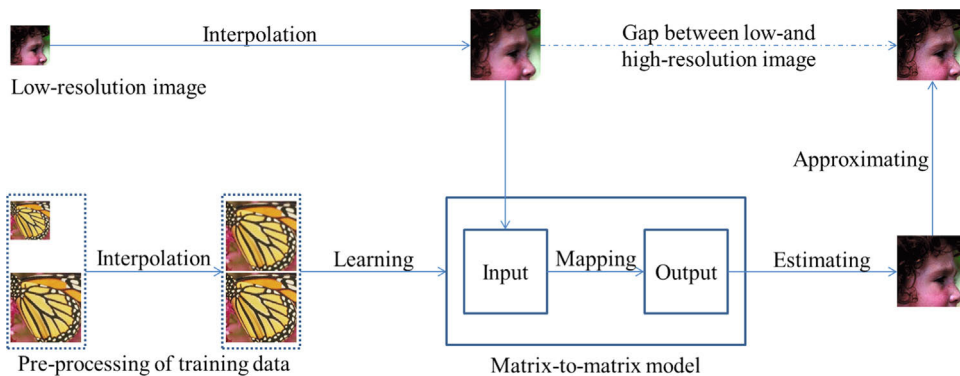 Interpolation
Gap between low-and
high-resolution image
Low-resolution image
Approximating
Interpolation
Learning
Input
Mapping
Output
Estimating
Pre-processing of training data
Matrix-to-matrix model